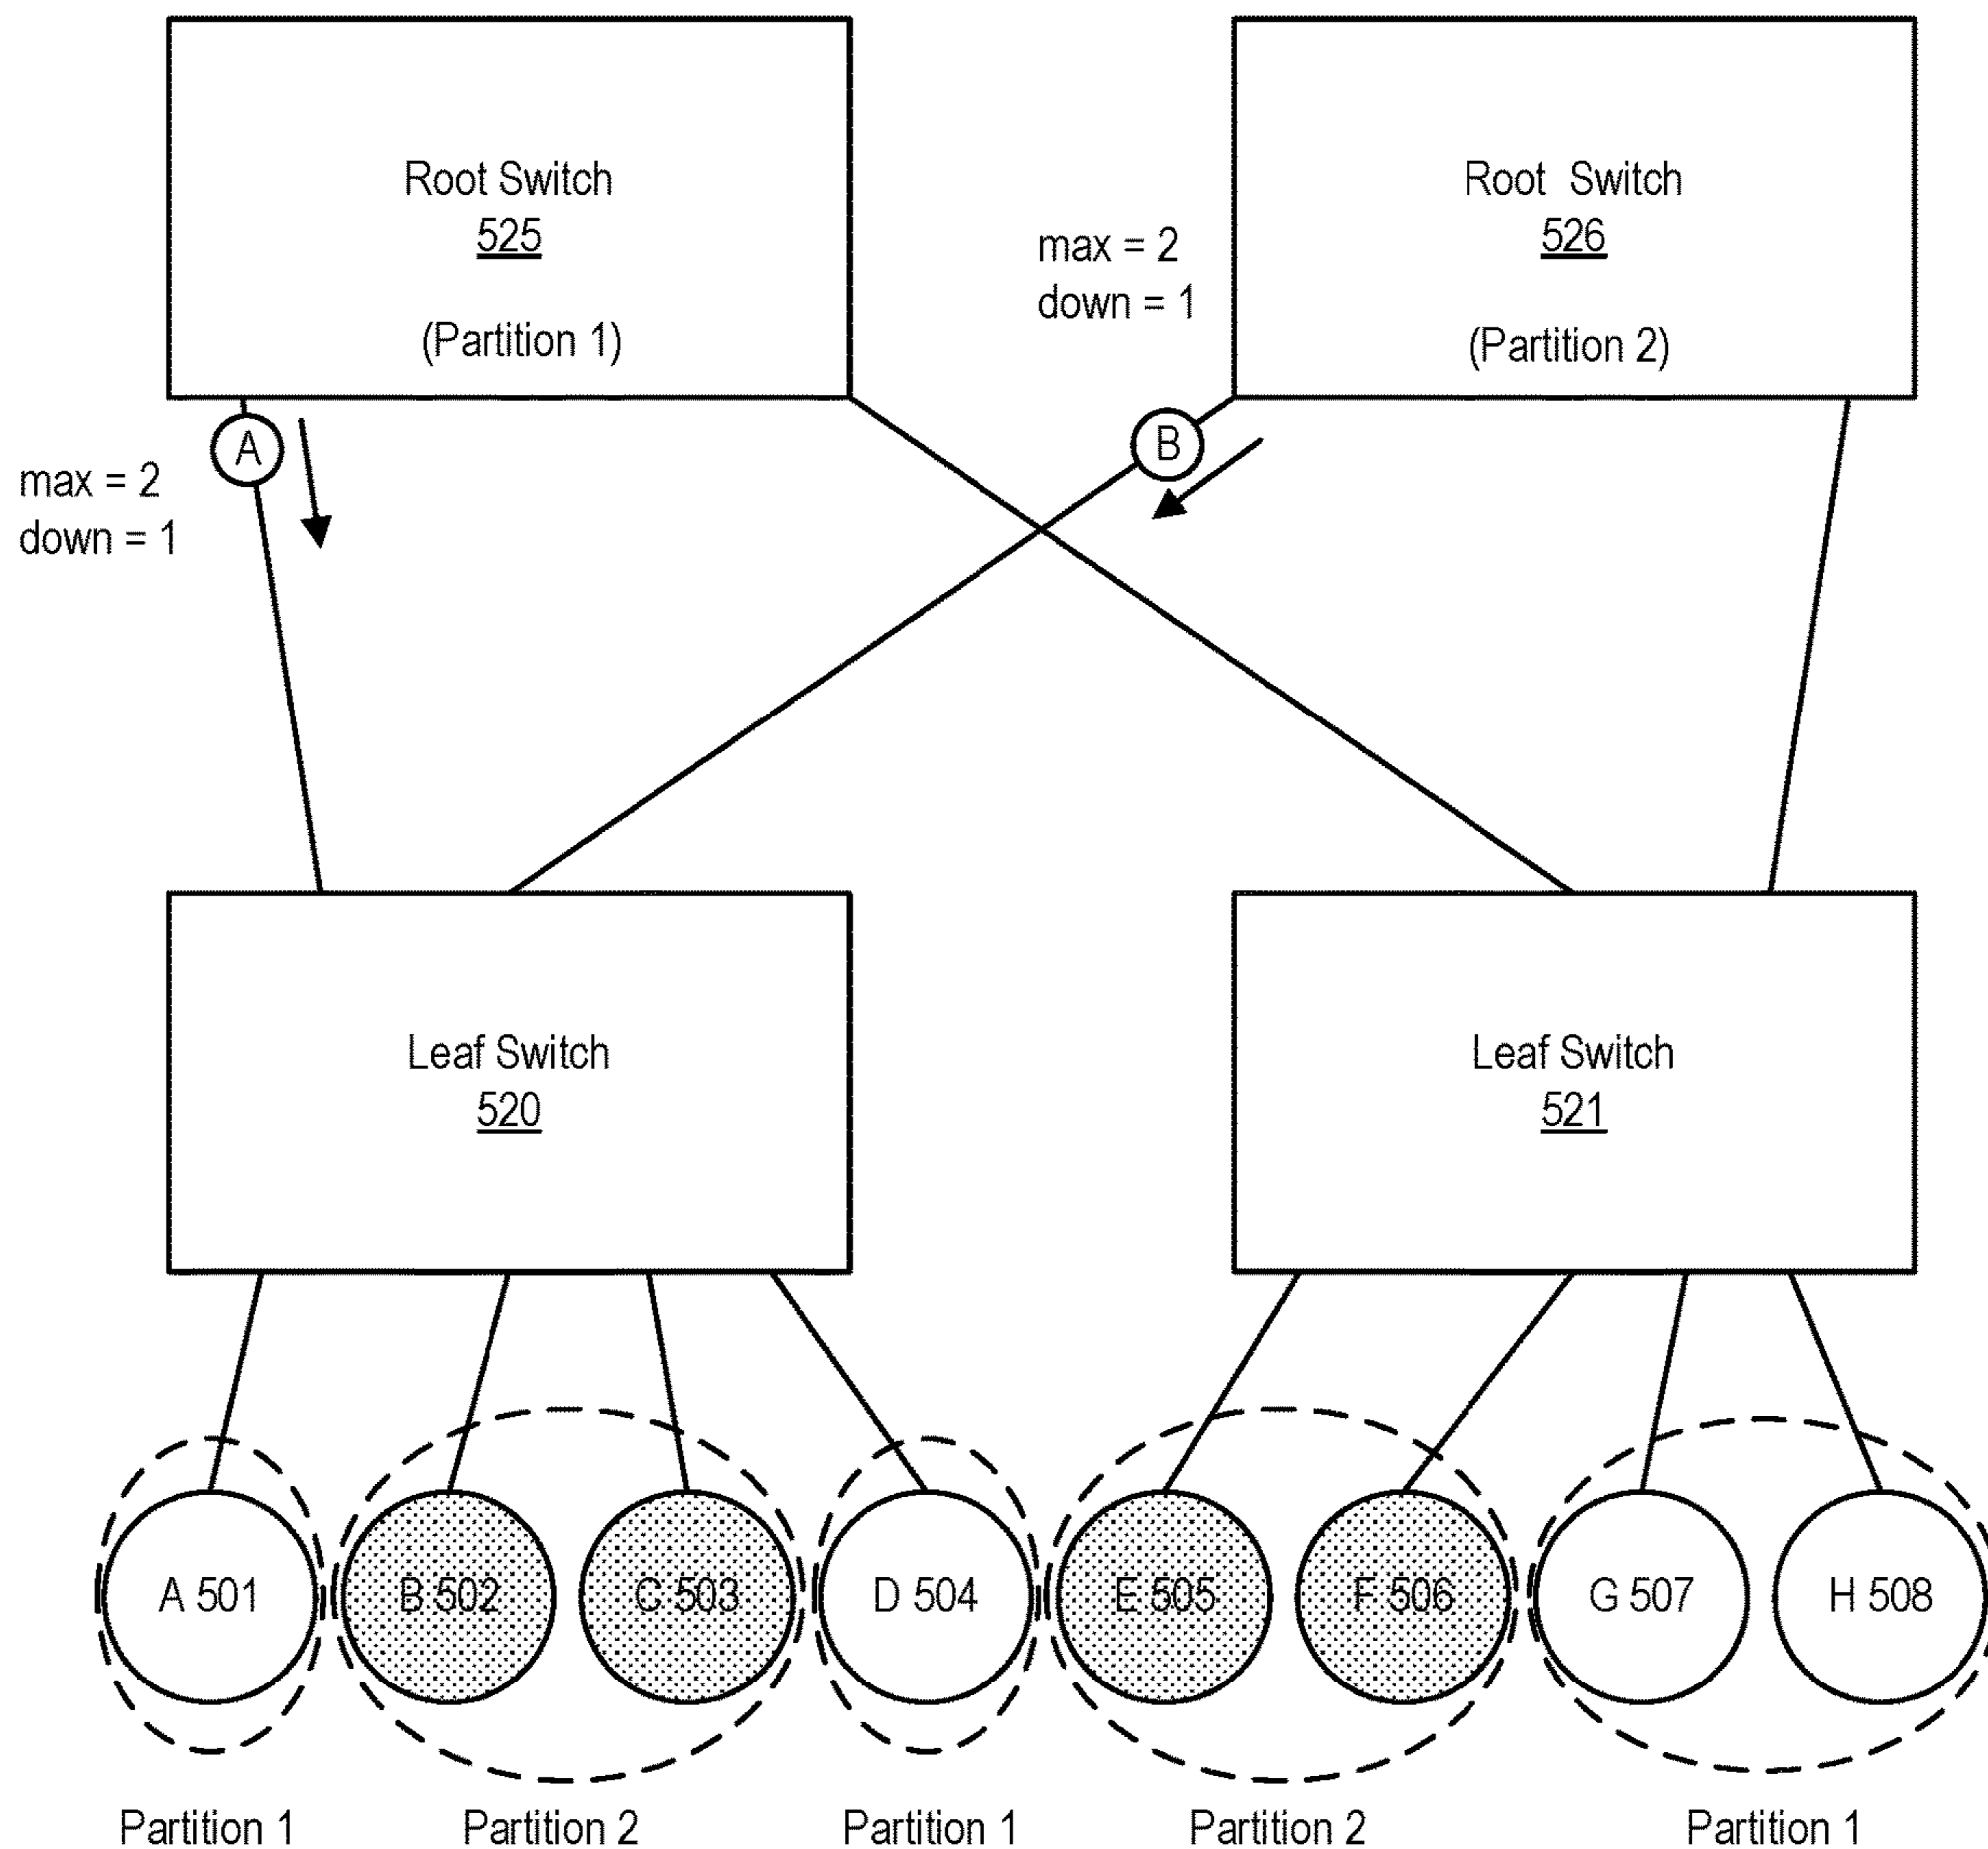 Root Switch
525
(Partition 1)
Root Switch
526
(Partition 2)
max = 2
down = 1
A
B
max = 2
down = 1
Leaf Switch
520
Leaf Switch
521
A 501
B 502
C 503
D 504
E 505
F 506
G 507
H 508
Partition 1
Partition 2
Partition 1
Partition 2
Partition 1